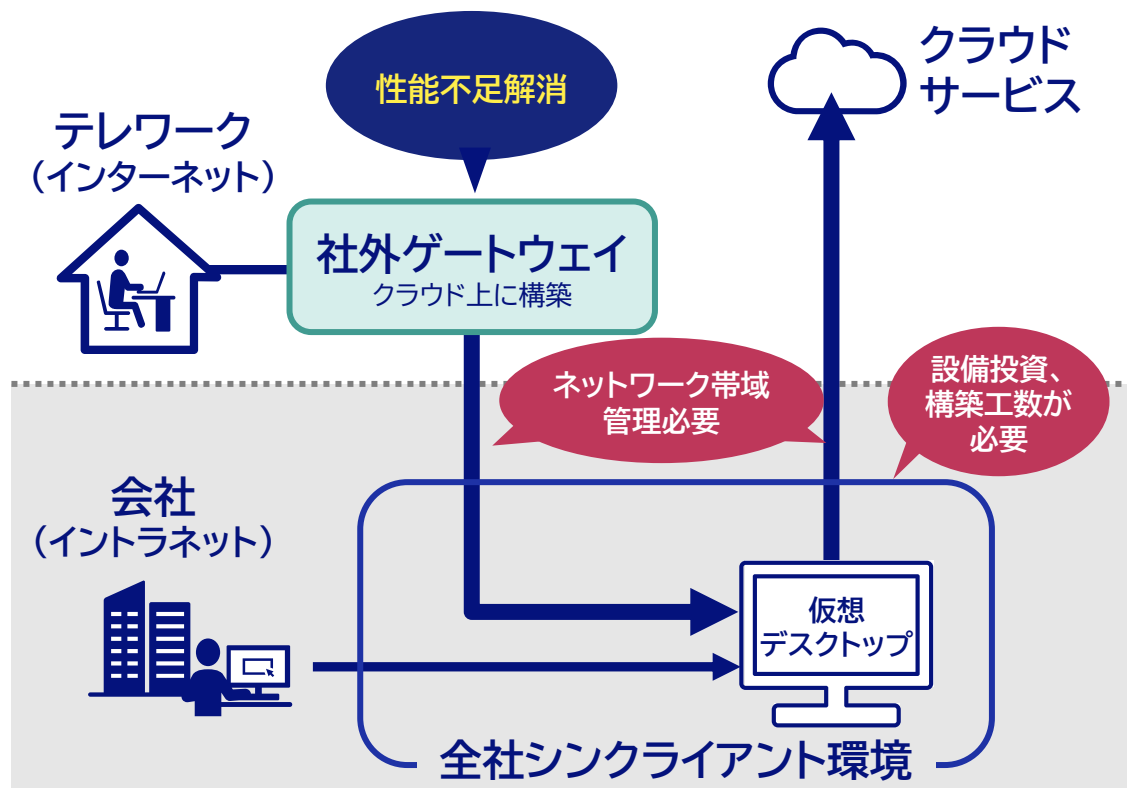 性能不足解消
クラウド
サービス
テレワーク
（インターネット）
社外ゲートウェイ
クラウド上に構築
ネットワーク帯域
管理必要
設備投資、
構築工数が
必要
会社
（イントラネット）
仮想
デスクトップ
全社シンクライアント環境